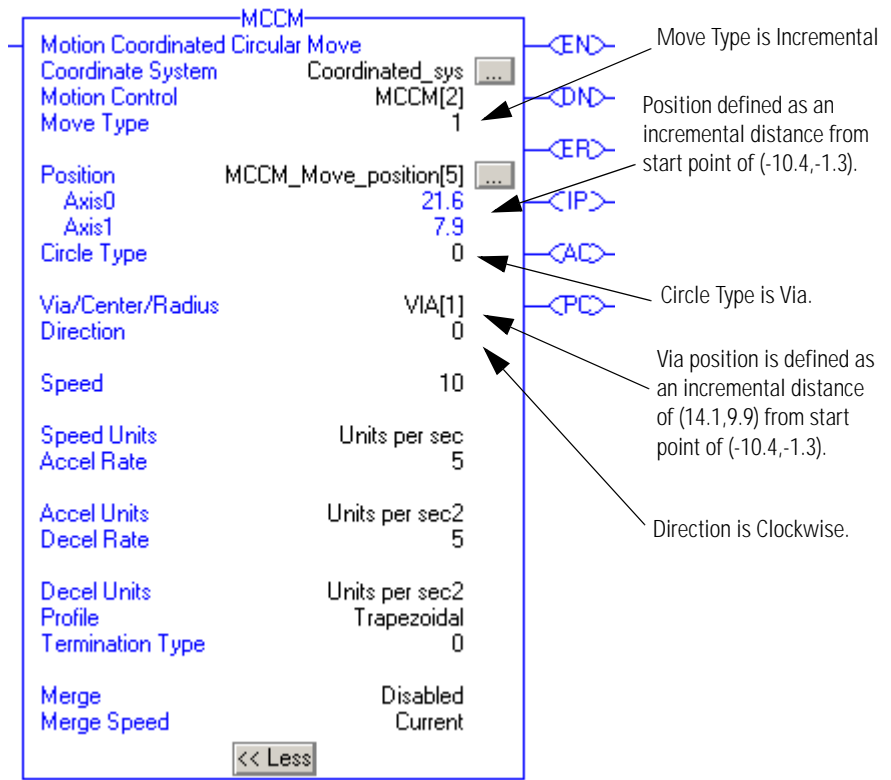 MCCM
Motion Coordinated Circular Move
Coordinate System Coordinated_sys ...
Motion Control MCCM[2]
Move Type 1
Position MCCM_Move_position[5] ...
Axis0 21.6
Axis1 7.9
Circle Type 0
Via/Center/Radius VIA[1]
Direction 0
Speed 10
Speed Units Units per sec
Accel Rate 5
Accel Units Units per sec2
Decel Rate 5
Decel Units Units per sec2
Profile Trapezoidal
Termination Type 0
Merge Disabled
Merge Speed Current
<< Less
EN
DN
ER
IP
AC
PC
Move Type is Incremental
Position defined as an
incremental distance from
start point of (-10.4,-1.3).
Circle Type is Via.
Via position is defined as
an incremental distance
of (14.1,9.9) from start
point of (-10.4,-1.3).
Direction is Clockwise.